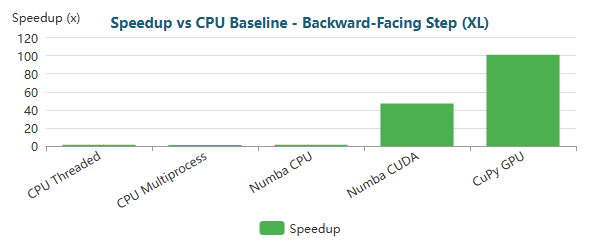 Speedup (x)
Speedup vs CPU Baseline - Backward-Facing Step (XL)
120
100
80
60
40
20
0
CPU Threaded
CPU Multiprocess
Numba CPU
Numba CUDA
CuPy GPU
Speedup